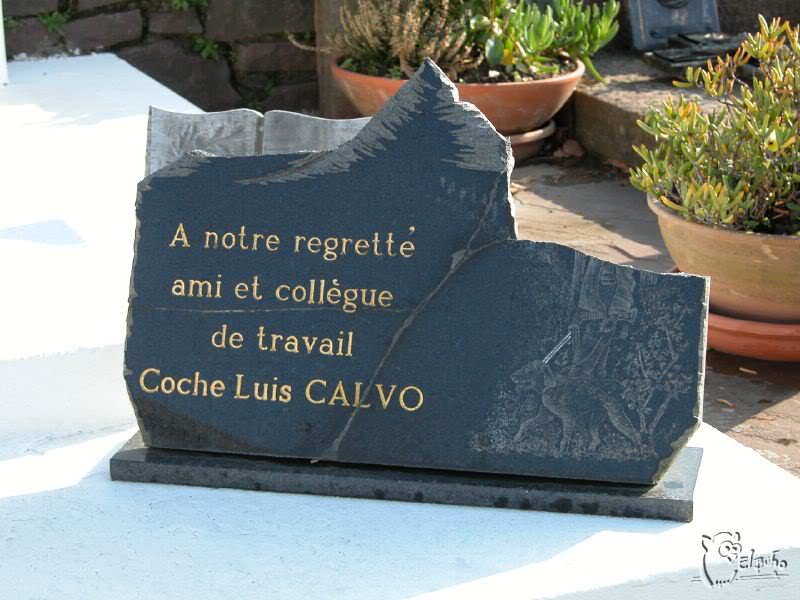 A notre regretté
ami et collègue
de travail
Coche Luis CALVO